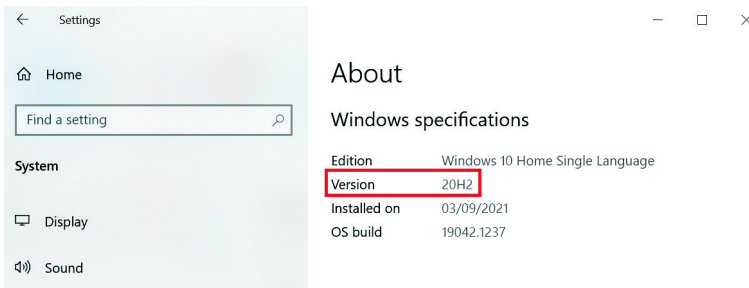 Settings
Home
Find a setting
System
Display
Sound
About
Windows specifications
Edition Windows 10 Home Single Language
Version 20H2
Installed on 03/09/2021
OS build 19042.1237